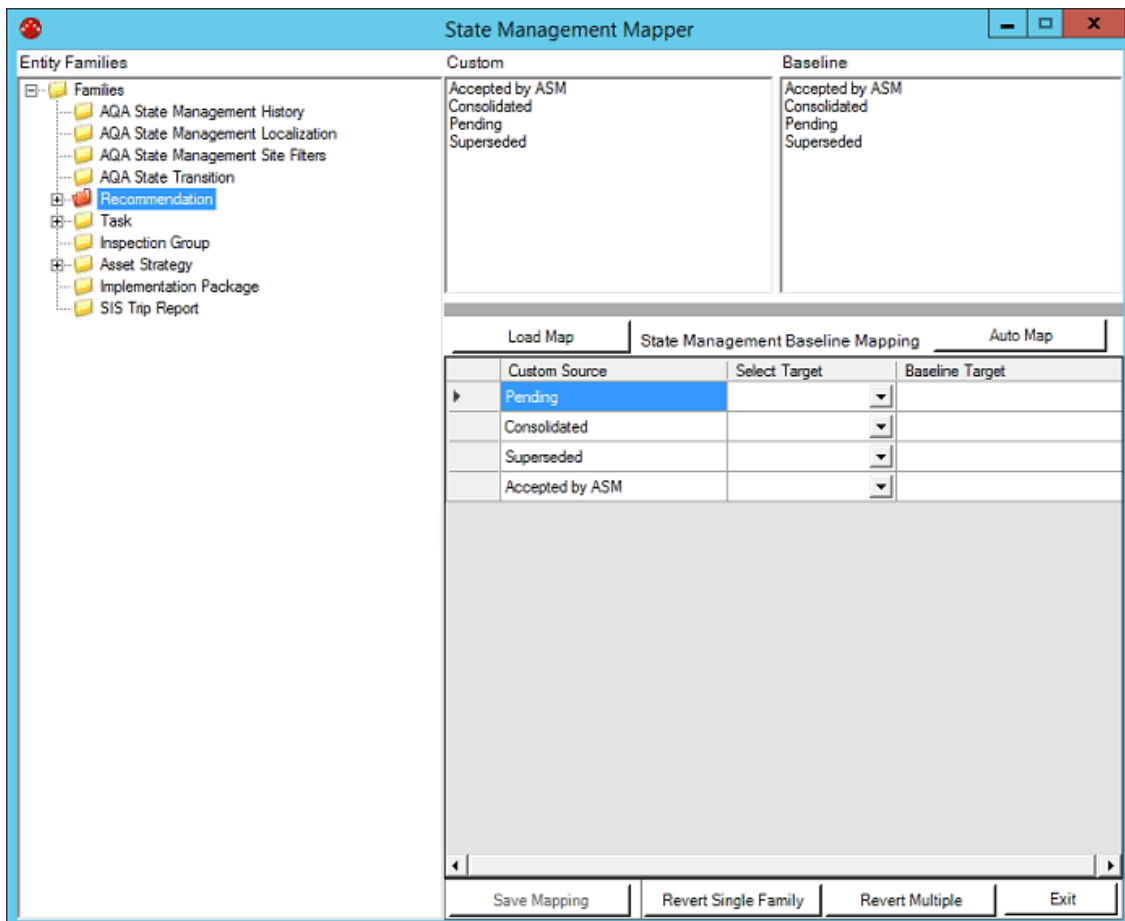 State Management Mapper
Entity Families
Families
AQA State Management History
AQA State Management Localization
AQA State Management Site Filters
AQA State Transition
Recommendation
Task
Inspection Group
Asset Strategy
Implementation Package
SIS Trip Report
Custom
Accepted by ASM
Consolidated
Pending
Superseded
Baseline
Accepted by ASM
Consolidated
Pending
Superseded
Load Map State Management Baseline Mapping Auto Map
Custom Source Select Target Baseline Target
Pending
Consolidated
Superseded
Accepted by ASM
Save Mapping Revert Single Family Revert Multiple Exit